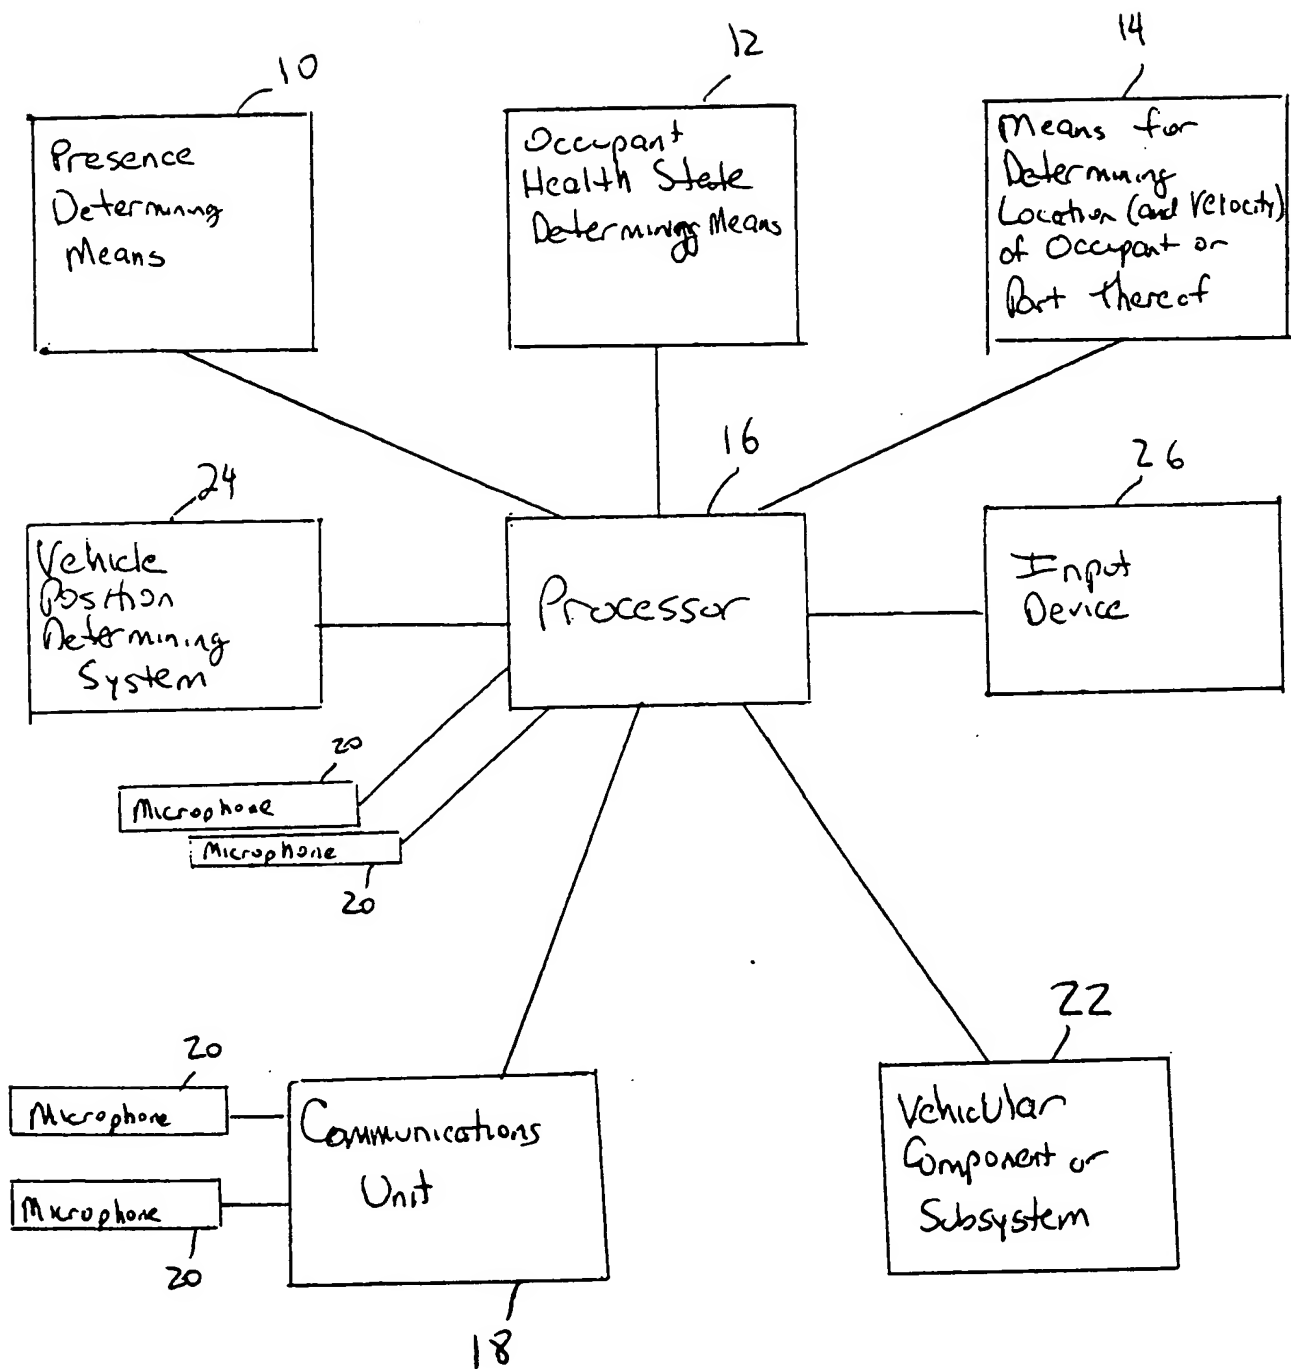 10
Presence
Determining
Means
12
Occupant
Health State
Determining Means
14
Means for
Determining
Location (and Velocity)
of Occupant or
Part thereof
24
Vehicle
Position
Determining
System
16
Processor
26
Input
Device
20
Microphone
Microphone
20
20
Microphone
Microphone
20
Communications
Unit
18
22
Vehicular
Component or
Subsystem